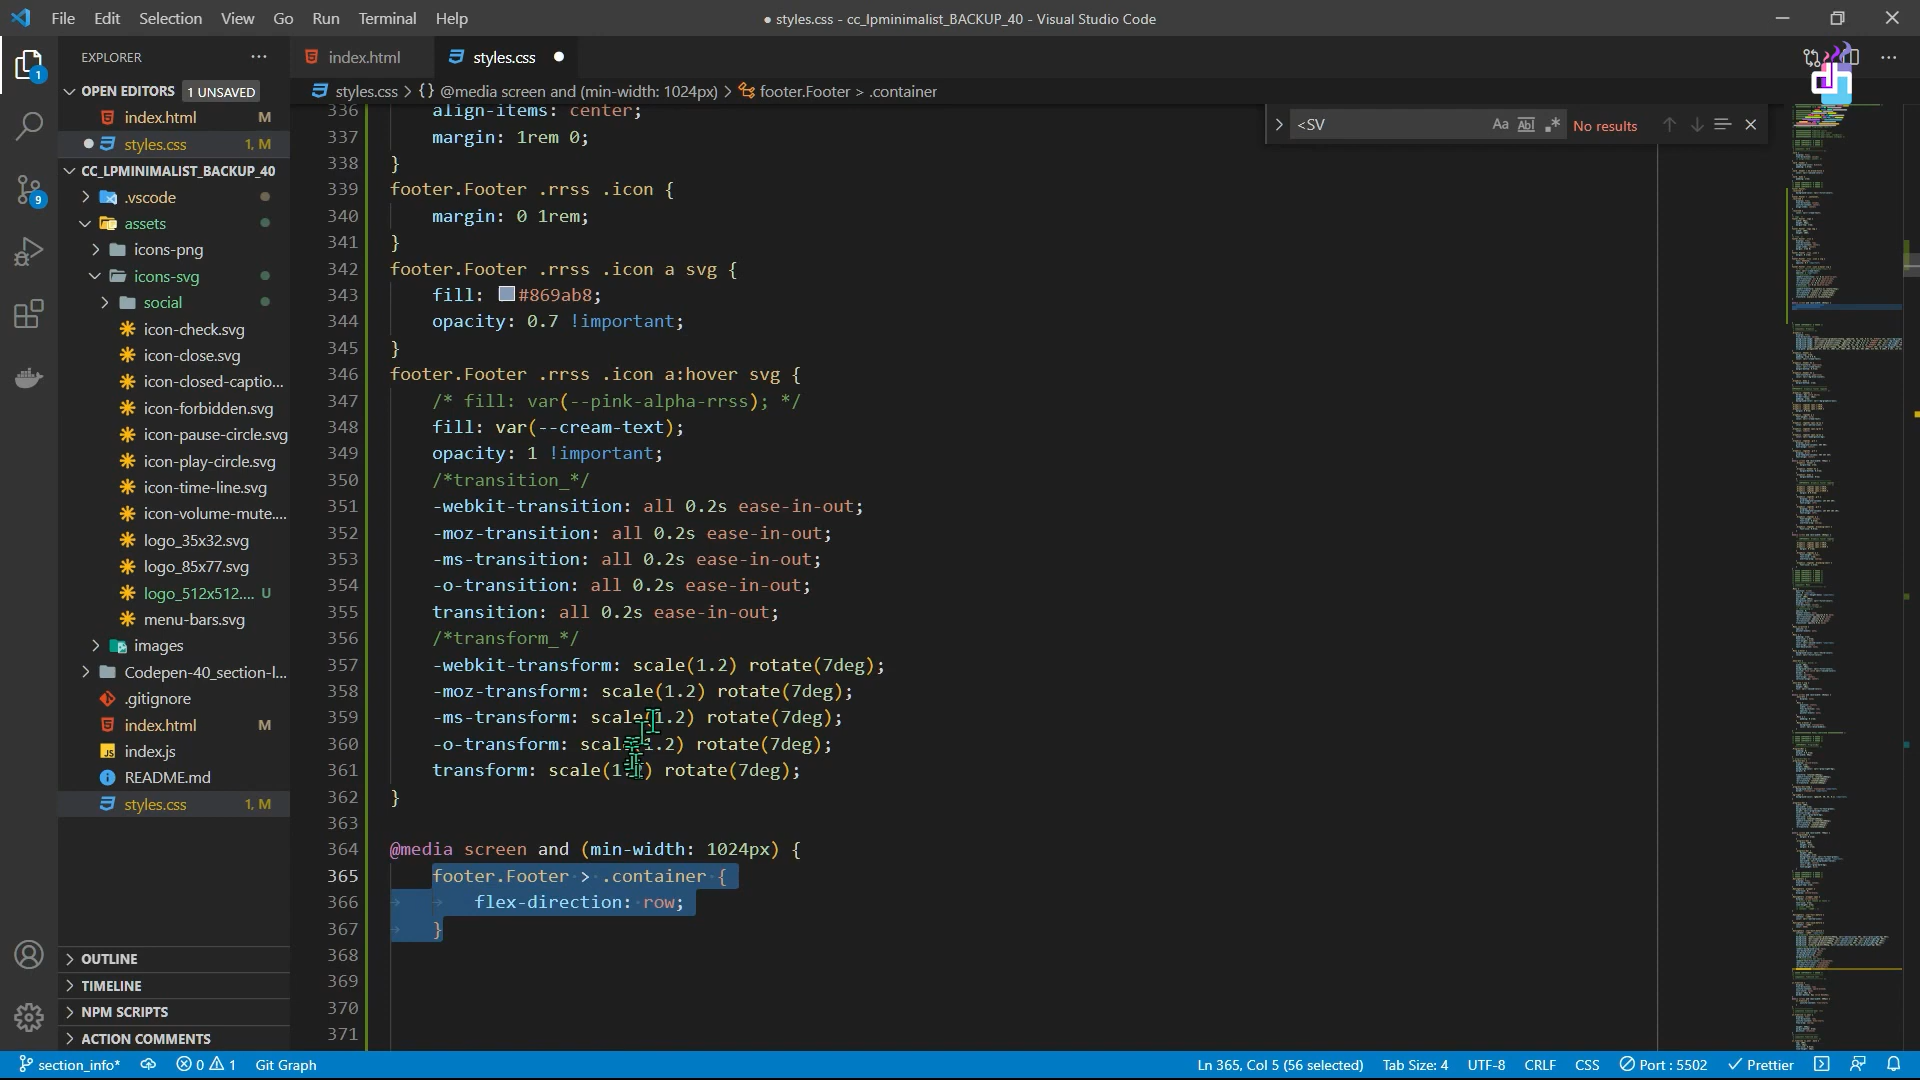 File Edit Selection View Go Run Terminal Help
● styles.css - cc_lpminimalist_BACKUP_40 - Visual Studio Code
EXPLORER
index.html
styles.css
OPEN EDITORS 1 UNSAVED
styles.css > {} @media screen and (min-width: 1024px) > footer.Footer > .container
index.html M
styles.css 1, M
CC_LPMINIMALIST_BACKUP_40
.vscode
assets
icons-png
icons-svg
social
icon-check.svg
icon-close.svg
icon-closed-captio...
icon-forbidden.svg
icon-pause-circle.svg
icon-play-circle.svg
icon-time-line.svg
icon-volume-mute....
logo_35x32.svg
logo_85x77.svg
logo_512x512.... U
menu-bars.svg
images
Codepen-40_section-l...
.gitignore
index.html M
index.js
README.md
styles.css 1, M
OUTLINE
TIMELINE
NPM SCRIPTS
ACTION COMMENTS
1
9
<SV Aa Ab No results
336 align-items: center;
337 margin: 1rem 0;
338 }
339 footer.Footer .rrss .icon {
340 margin: 0 1rem;
341 }
342 footer.Footer .rrss .icon a svg {
343 fill: #869ab8;
344 opacity: 0.7 !important;
345 }
346 footer.Footer .rrss .icon a:hover svg {
347 /* fill: var(--pink-alpha-rrss); */
348 fill: var(--cream-text);
349 opacity: 1 !important;
350 /*transition_*/
351 -webkit-transition: all 0.2s ease-in-out;
352 -moz-transition: all 0.2s ease-in-out;
353 -ms-transition: all 0.2s ease-in-out;
354 -o-transition: all 0.2s ease-in-out;
355 transition: all 0.2s ease-in-out;
356 /*transform_*/
357 -webkit-transform: scale(1.2) rotate(7deg);
358 -moz-transform: scale(1.2) rotate(7deg);
359 -ms-transform: scale(1.2) rotate(7deg);
360 -o-transform: scale(1.2) rotate(7deg);
361 transform: scale(1.2) rotate(7deg);
362 }
363
364 @media screen and (min-width: 1024px) {
365 footer.Footer > .container {
366 flex-direction: row;
367 }
368
369
370
371
section_info* 0 1 Git Graph
Ln 365, Col 5 (56 selected) Tab Size: 4 UTF-8 CRLF CSS Port : 5502 Prettier